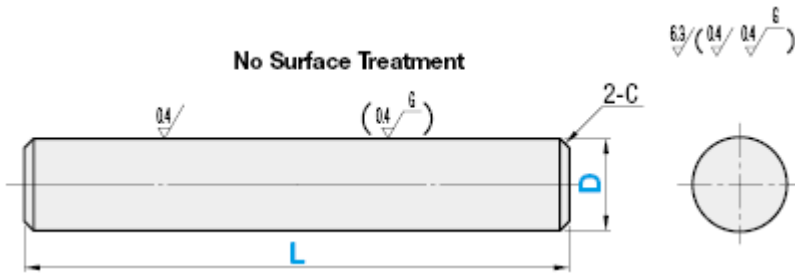 6.3 ( 0.4 0.4 G )
No Surface Treatment
0.4 ( 0.4 G ) 2-C
D
L